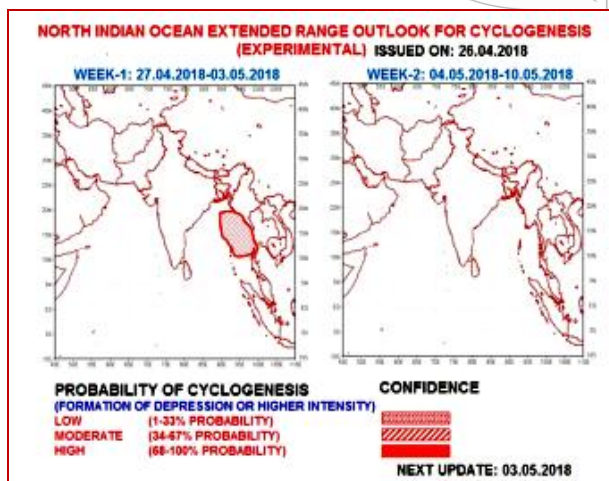 NORTH INDIAN OCEAN EXTENDED RANGE OUTLOOK FOR CYCLOGENESIS
(EXPERIMENTAL) ISSUED ON: 26.04.2018
WEEK-1: 27.04.2018-03.05.2018 WEEK-2: 04.05.2018-10.05.2018
PROBABILITY OF CYCLOGENESIS CONFIDENCE
(FORMATION OF DEPRESSION OR HIGHER INTENSITY)
LOW (1-33% PROBABILITY)
MODERATE (34-67% PROBABILITY)
HIGH (68-100% PROBABILITY)
NEXT UPDATE: 03.05.2018